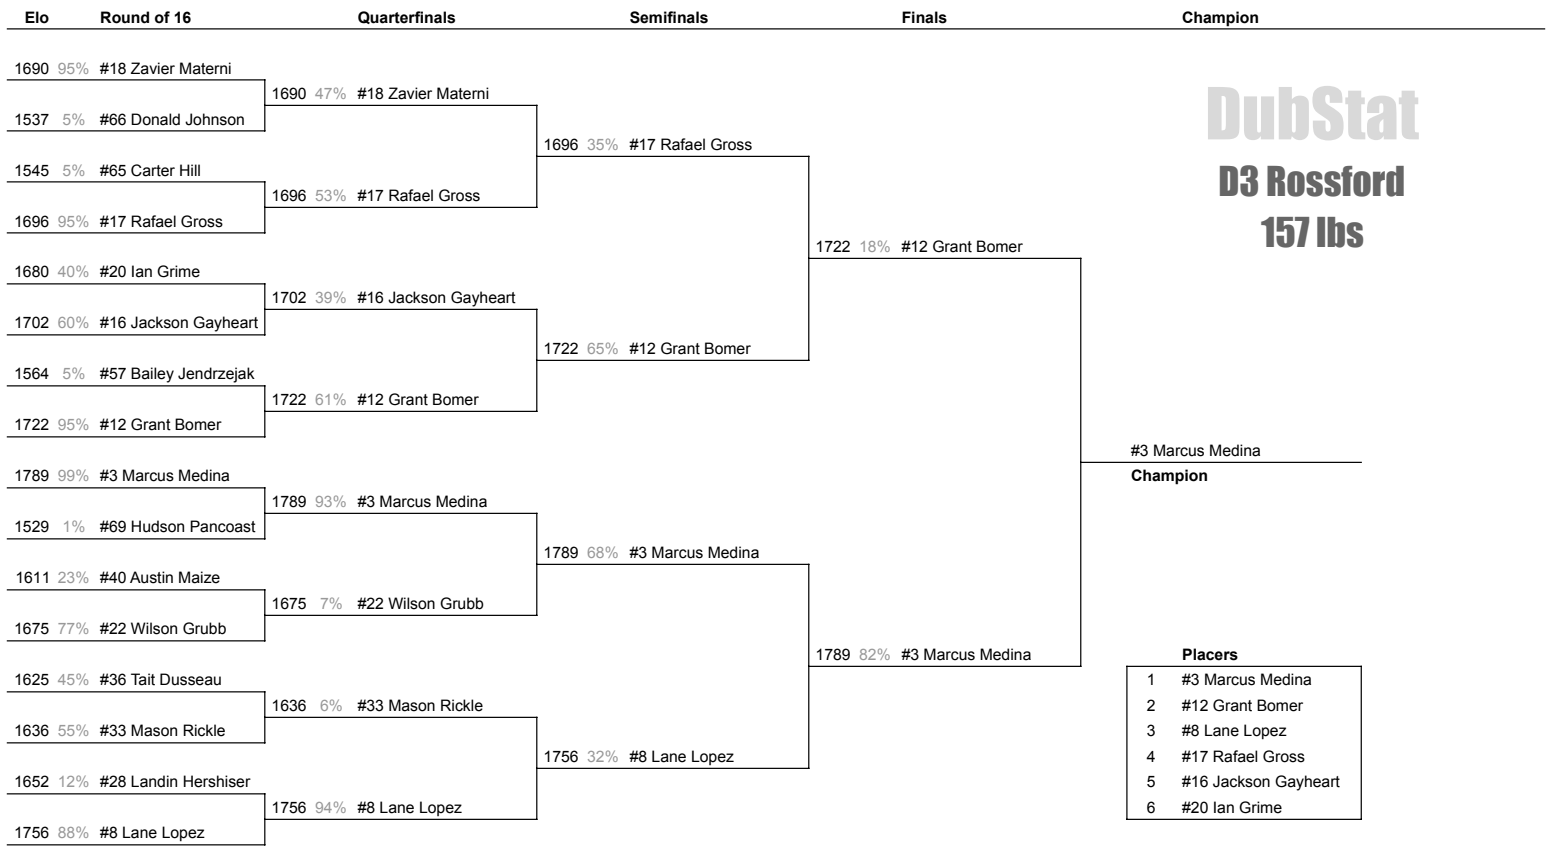 Elo Round of 16 Quarterfinals Semifinals Finals Champion
1690 95% #18 Zavier Materni
1690 47% #18 Zavier Materni
DubStat
1537 5% #66 Donald Johnson
1696 35% #17 Rafael Gross
1545 5% #65 Carter Hill
D3 Rossford
1696 53% #17 Rafael Gross
1696 95% #17 Rafael Gross
157 lbs
1722 18% #12 Grant Bomer
1680 40% #20 Ian Grime
1702 39% #16 Jackson Gayheart
1702 60% #16 Jackson Gayheart
1722 65% #12 Grant Bomer
1564 5% #57 Bailey Jendrzejak
1722 61% #12 Grant Bomer
1722 95% #12 Grant Bomer
#3 Marcus Medina
1789 99% #3 Marcus Medina
Champion
1789 93% #3 Marcus Medina
1529 1% #69 Hudson Pancoast
1789 68% #3 Marcus Medina
1611 23% #40 Austin Maize
1675 7% #22 Wilson Grubb
1675 77% #22 Wilson Grubb
1789 82% #3 Marcus Medina
Placers
1625 45% #36 Tait Dusseau
1 #3 Marcus Medina
1636 6% #33 Mason Rickle
2 #12 Grant Bomer
1636 55% #33 Mason Rickle
3 #8 Lane Lopez
1756 32% #8 Lane Lopez
4 #17 Rafael Gross
1652 12% #28 Landin Hershiser
5 #16 Jackson Gayheart
1756 94% #8 Lane Lopez
6 #20 Ian Grime
1756 88% #8 Lane Lopez